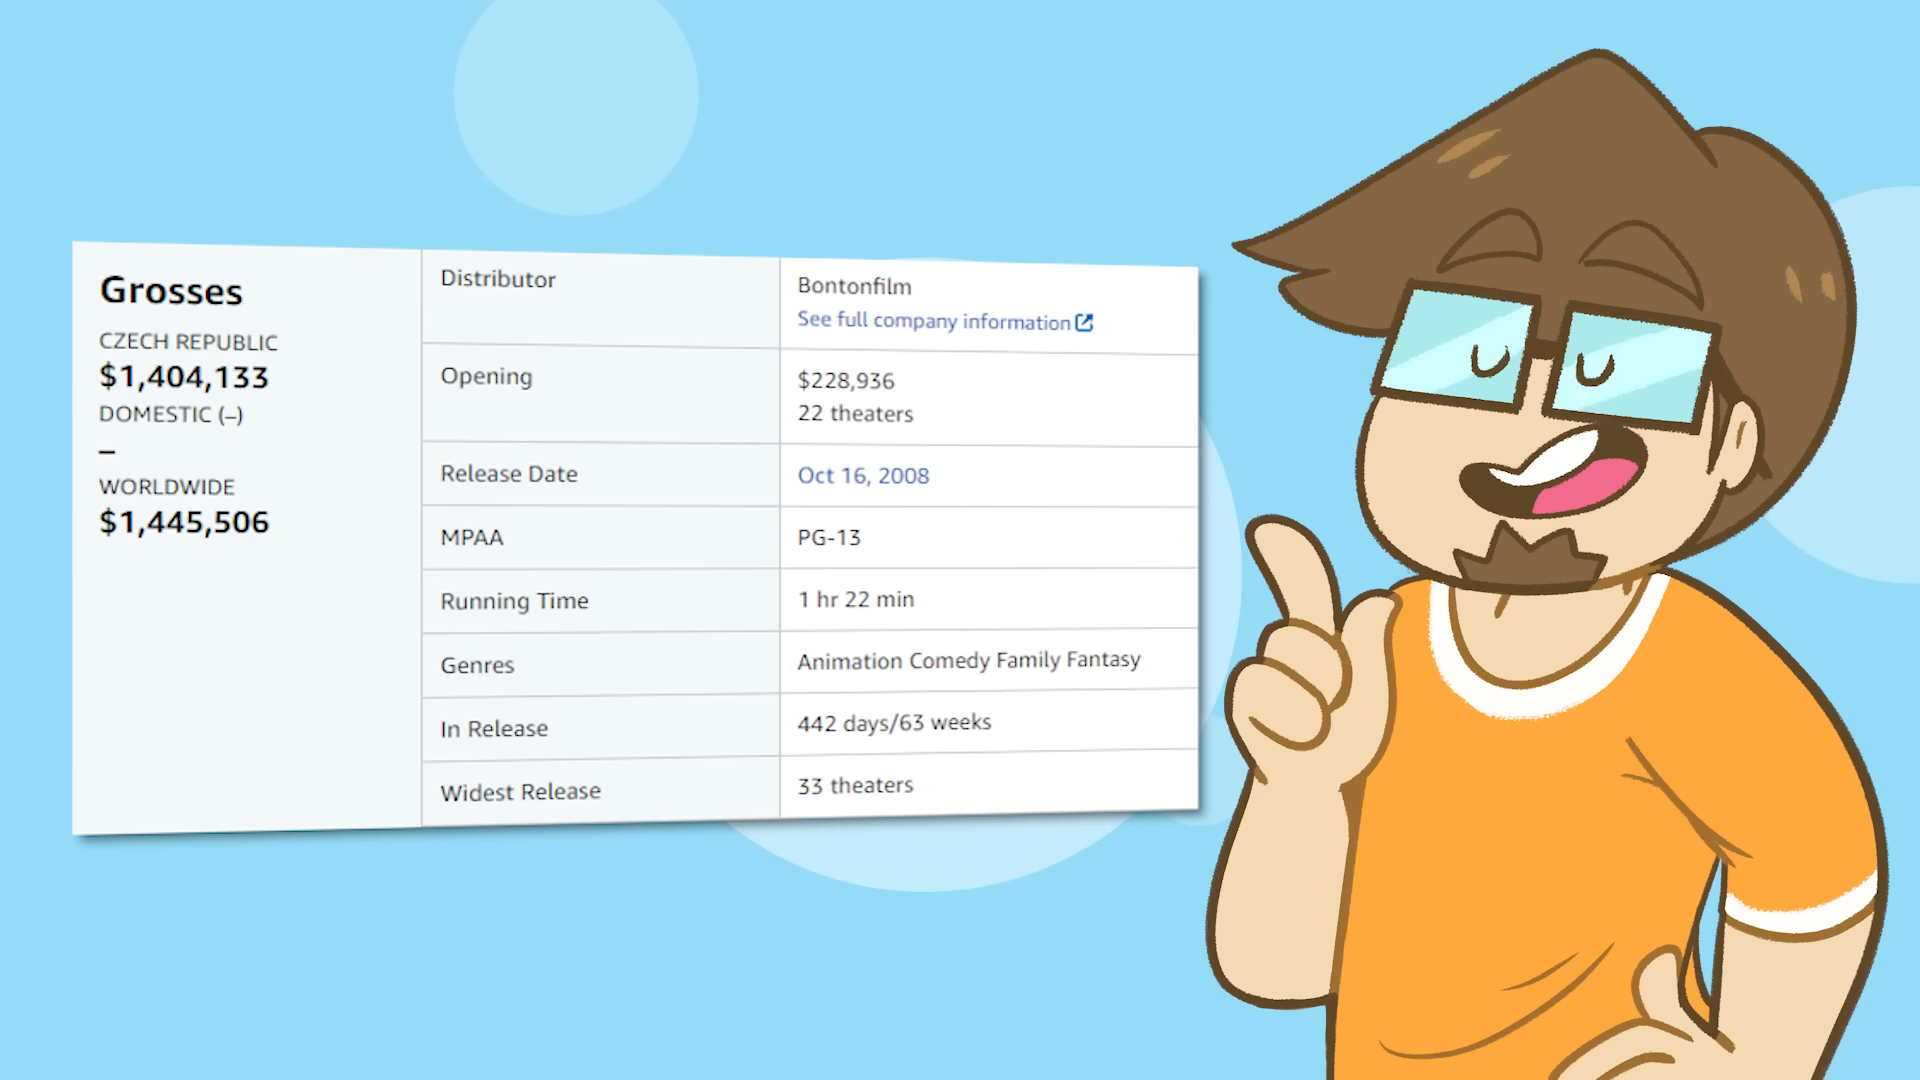 Grosses
CZECH REPUBLIC
$1,404,133
DOMESTIC (–)
–
WORLDWIDE
$1,445,506
Distributor
Bontonfilm
See full company information
Opening
$228,936
22 theaters
Release Date
Oct 16, 2008
MPAA
PG-13
Running Time
1 hr 22 min
Genres
Animation Comedy Family Fantasy
In Release
442 days/63 weeks
Widest Release
33 theaters